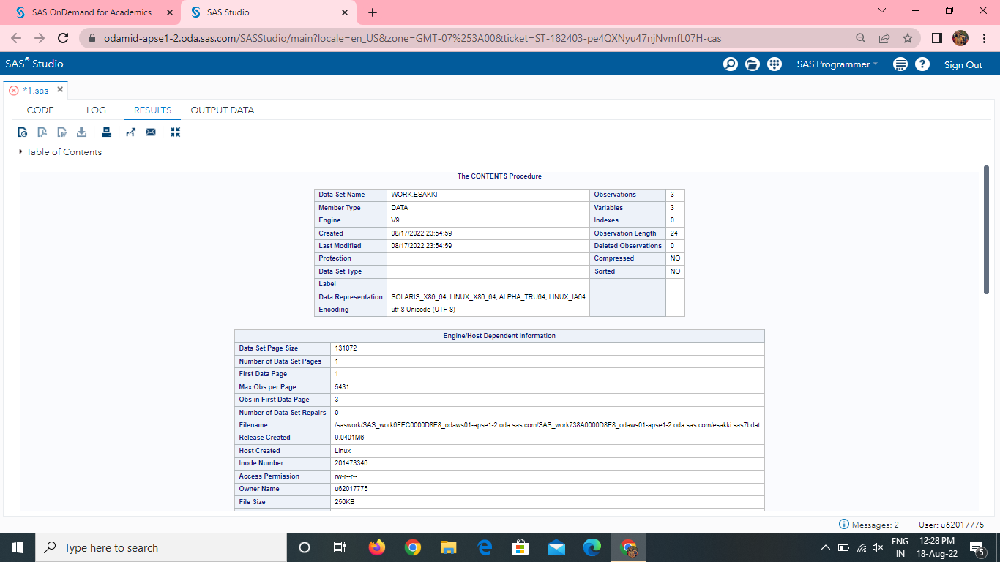 SAS OnDemand for Academics
SAS Studio
odamid-apse1-2.oda.sas.com/SASStudio/main?locale=en_US&zone=GMT-07%253A00&ticket=ST-182403-pe4QXNyu47njNvmfL07H-cas
SAS® Studio
SAS Programmer
Sign Out
*1.sas
CODE LOG RESULTS OUTPUT DATA
Table of Contents
The CONTENTS Procedure
Data Set Name WORK.ESAKKI Observations 3
Member Type DATA Variables 3
Engine V9 Indexes 0
Created 08/17/2022 23:54:59 Observation Length 24
Last Modified 08/17/2022 23:54:59 Deleted Observations 0
Protection Compressed NO
Data Set Type Sorted NO
Label
Data Representation SOLARIS_X86_64, LINUX_X86_64, ALPHA_TRU64, LINUX_IA64
Encoding utf-8 Unicode (UTF-8)
Engine/Host Dependent Information
Data Set Page Size 131072
Number of Data Set Pages 1
First Data Page 1
Max Obs per Page 5431
Obs in First Data Page 3
Number of Data Set Repairs 0
Filename /saswork/SAS_work6FEC0000D8E8_odaws01-apse1-2.oda.sas.com/SAS_work738A0000D8E8_odaws01-apse1-2.oda.sas.com/esakki.sas7bdat
Release Created 9.0401M6
Host Created Linux
Inode Number 201473346
Access Permission rw-r--r--
Owner Name u62017775
File Size 256KB
Messages: 2 User: u62017775
Type here to search
ENG
IN
12:28 PM
18-Aug-22
5